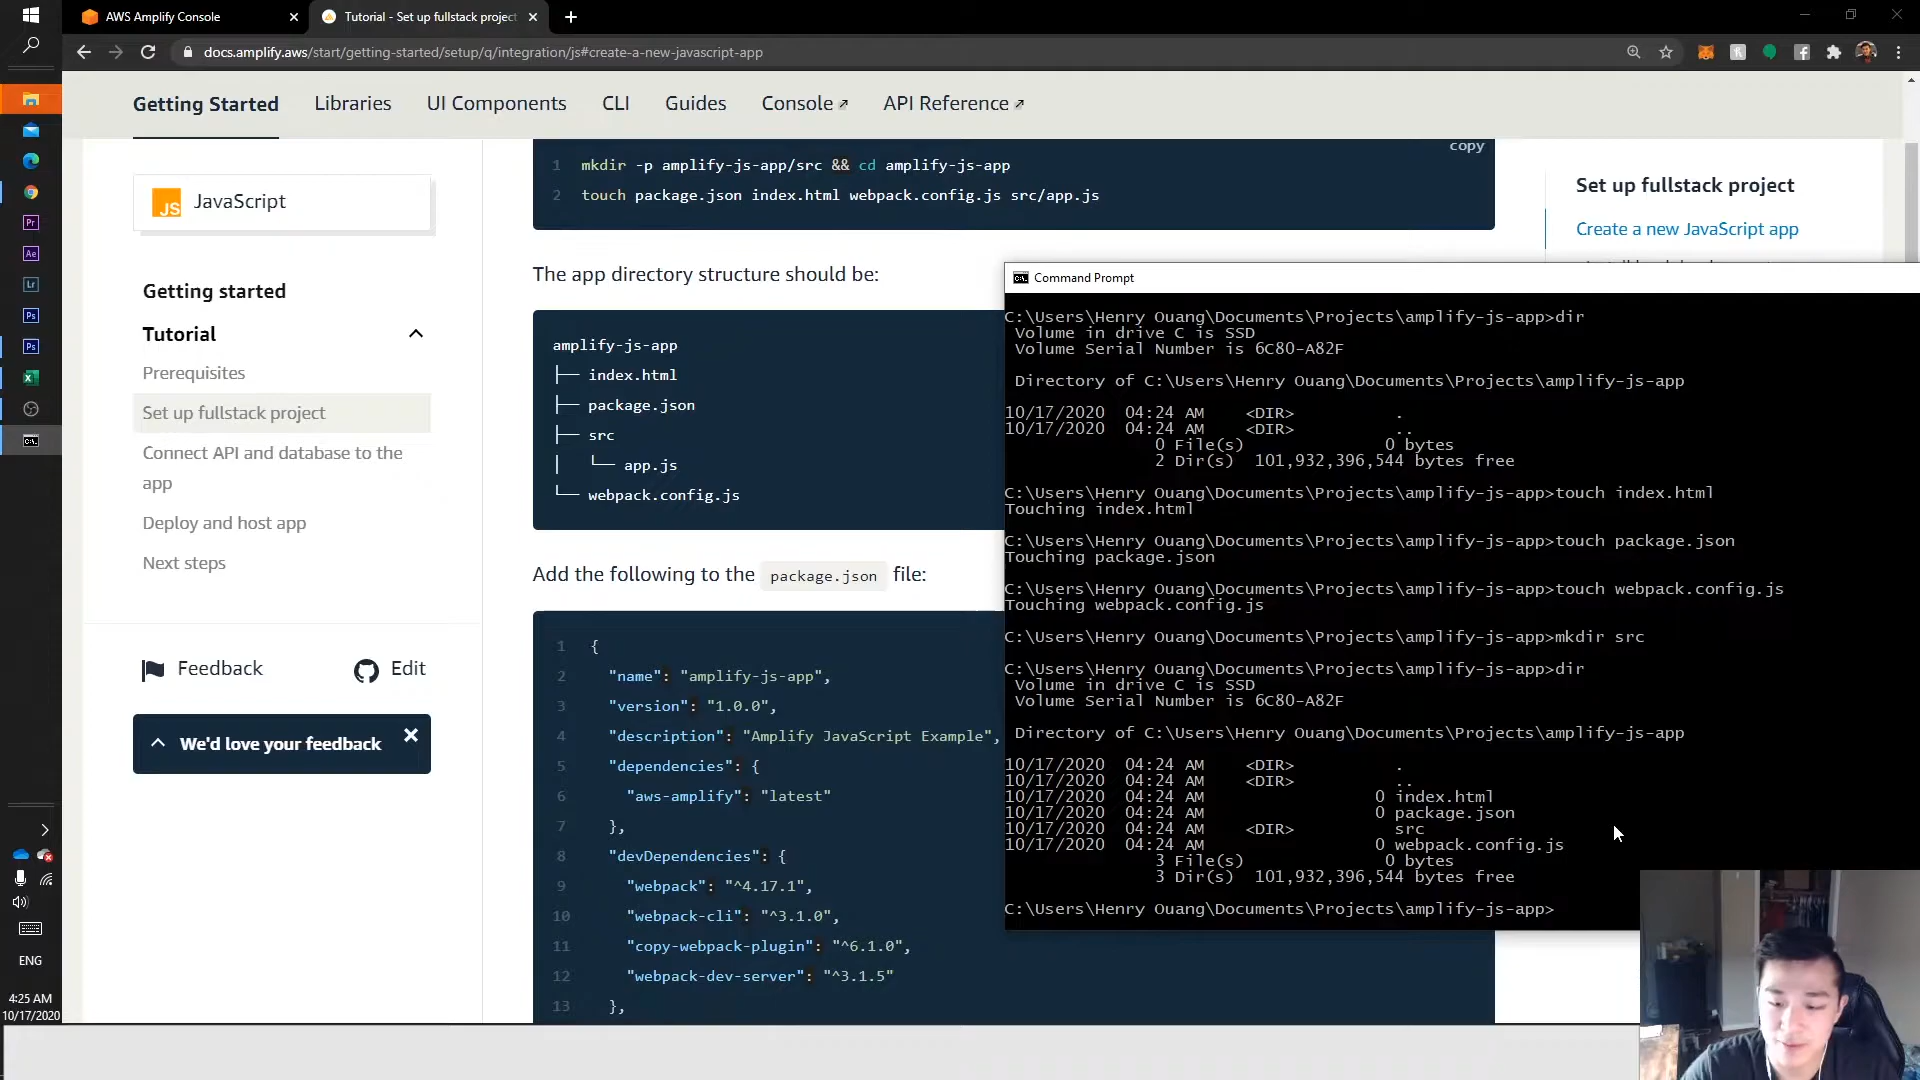 AWS Amplify Console
Tutorial - Set up fullstack project
docs.amplify.aws/start/getting-started/setup/q/integration/js#create-a-new-javascript-app
Getting Started
Libraries
UI Components
CLI
Guides
Console
API Reference
JS
JavaScript
Getting started
Tutorial
Prerequisites
Set up fullstack project
Connect API and database to the
app
Deploy and host app
Next steps
Feedback
Edit
We'd love your feedback
copy
1 mkdir -p amplify-js-app/src && cd amplify-js-app
2 touch package.json index.html webpack.config.js src/app.js
The app directory structure should be:
amplify-js-app
├── index.html
├── package.json
├── src
│   └── app.js
└── webpack.config.js
Add the following to the package.json file:
1 {
2 "name": "amplify-js-app",
3 "version": "1.0.0",
4 "description": "Amplify JavaScript Example",
5 "dependencies": {
6 "aws-amplify": "latest"
7 },
8 "devDependencies": {
9 "webpack": "^4.17.1",
10 "webpack-cli": "^3.1.0",
11 "copy-webpack-plugin": "^6.1.0",
12 "webpack-dev-server": "^3.1.5"
13 },
Set up fullstack project
Create a new JavaScript app
Command Prompt
C:\Users\Henry Ouang\Documents\Projects\amplify-js-app>dir
Volume in drive C is SSD
Volume Serial Number is 6C80-A82F
Directory of C:\Users\Henry Ouang\Documents\Projects\amplify-js-app
10/17/2020 04:24 AM <DIR> .
10/17/2020 04:24 AM <DIR> ..
0 File(s) 0 bytes
2 Dir(s) 101,932,396,544 bytes free
C:\Users\Henry Ouang\Documents\Projects\amplify-js-app>touch index.html
Touching index.html
C:\Users\Henry Ouang\Documents\Projects\amplify-js-app>touch package.json
Touching package.json
C:\Users\Henry Ouang\Documents\Projects\amplify-js-app>touch webpack.config.js
Touching webpack.config.js
C:\Users\Henry Ouang\Documents\Projects\amplify-js-app>mkdir src
C:\Users\Henry Ouang\Documents\Projects\amplify-js-app>dir
Volume in drive C is SSD
Volume Serial Number is 6C80-A82F
Directory of C:\Users\Henry Ouang\Documents\Projects\amplify-js-app
10/17/2020 04:24 AM <DIR> .
10/17/2020 04:24 AM <DIR> ..
10/17/2020 04:24 AM 0 index.html
10/17/2020 04:24 AM 0 package.json
10/17/2020 04:24 AM <DIR> src
10/17/2020 04:24 AM 0 webpack.config.js
3 File(s) 0 bytes
3 Dir(s) 101,932,396,544 bytes free
C:\Users\Henry Ouang\Documents\Projects\amplify-js-app>
Pr
Ae
Lr
Ps
Ps
ENG
4:25 AM
10/17/2020